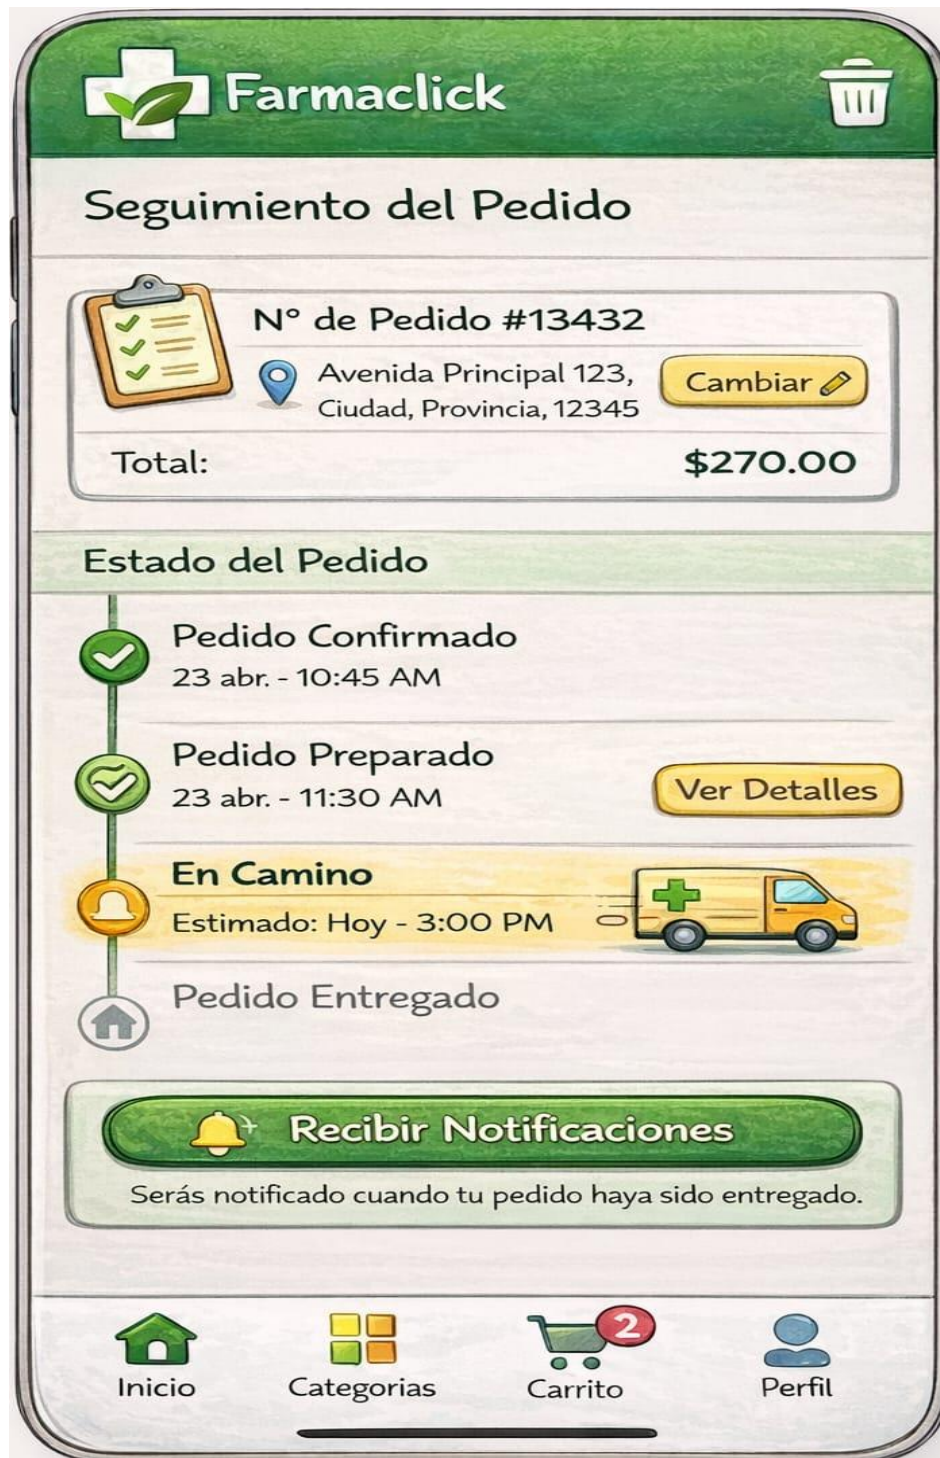 Farmaclick
Seguimiento del Pedido
N° de Pedido #13432
Avenida Principal 123,
Ciudad, Provincia, 12345
Cambiar
Total:
$270.00
Estado del Pedido
Pedido Confirmado
23 abr. - 10:45 AM
Pedido Preparado
23 abr. - 11:30 AM
Ver Detalles
En Camino
Estimado: Hoy - 3:00 PM
Pedido Entregado
Recibir Notificaciones
Serás notificado cuando tu pedido haya sido entregado.
2
Inicio
Categorias
Carrito
Perfil